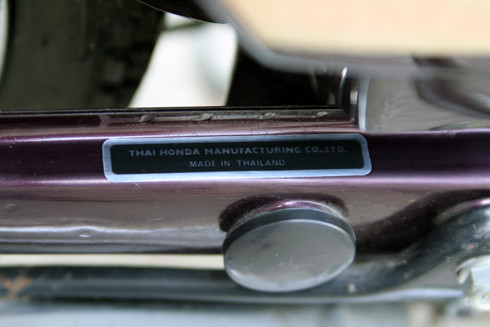 THAI HONDA MANUFACTURING CO.,LTD.
MADE IN THAILAND